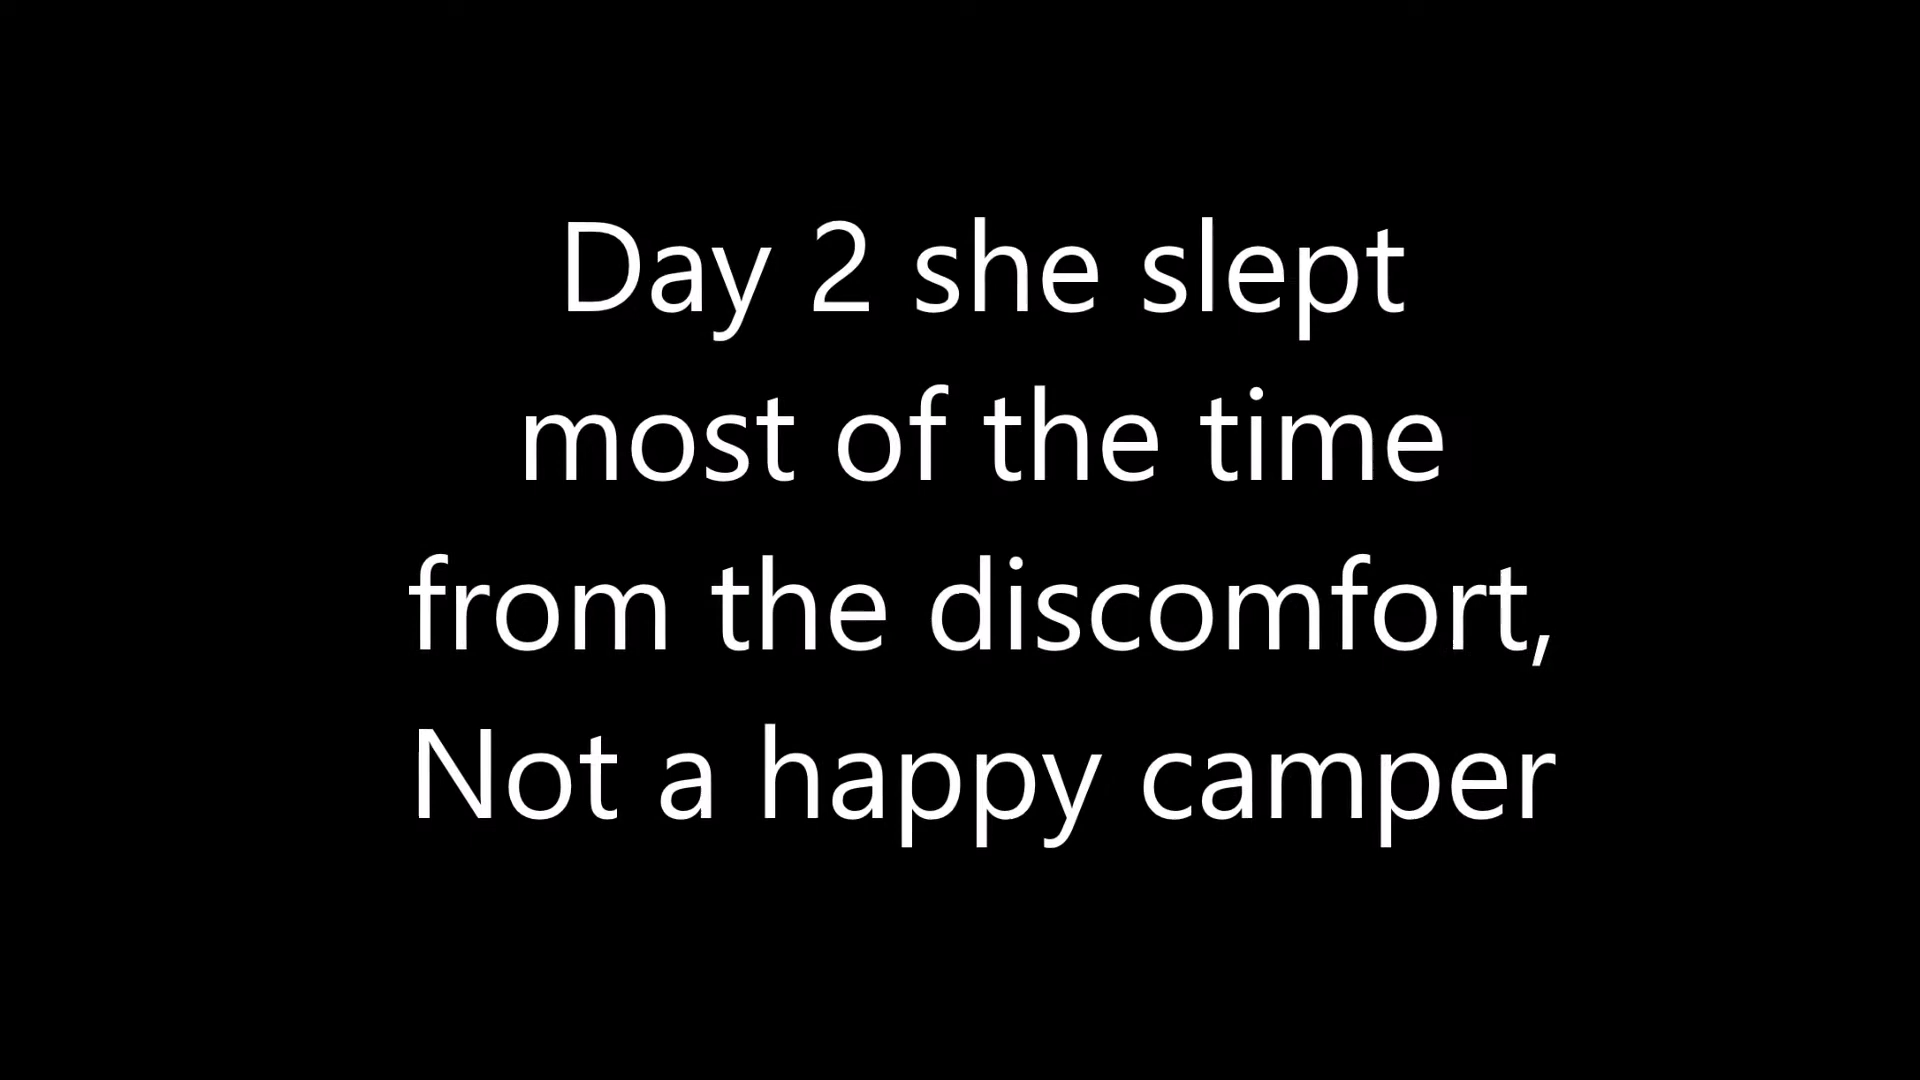 Day 2 she slept
most of the time
from the discomfort,
Not a happy camper